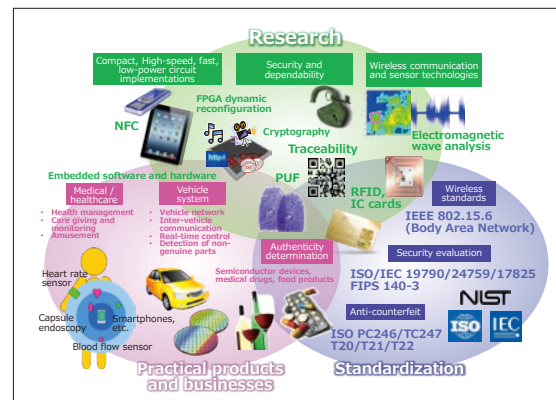 Research
Compact, High-speed, fast,
low-power circuit
implementations
Security and
dependability
Wireless communication
and sensor technologies
FPGA dynamic
reconfiguration
NFC
Cryptography
http://
Electromagnetic
wave analysis
Traceability
Embedded software and hardware
PUF
RFID,
IC cards
Medical /
healthcare
• Health management
• Care giving and
monitoring
• Amusement
Vehicle
system
• Vehicle network
• Inter-vehicle
communication
• Real-time control
• Detection of non-
genuine parts
Authenticity
determination
Semiconductor devices,
medical drugs, food products
Wireless
standards
IEEE 802.15.6
(Body Area Network)
Security evaluation
ISO/IEC 19790/24759/17825
FIPS 140-3
Anti-counterfeit
NIST
ISO
IEC
ISO PC246/TC247
T20/T21/T22
Heart rate
sensor
Capsule
endoscopy
Smartphones,
etc.
Blood flow sensor
Practical products
and businesses
Standardization